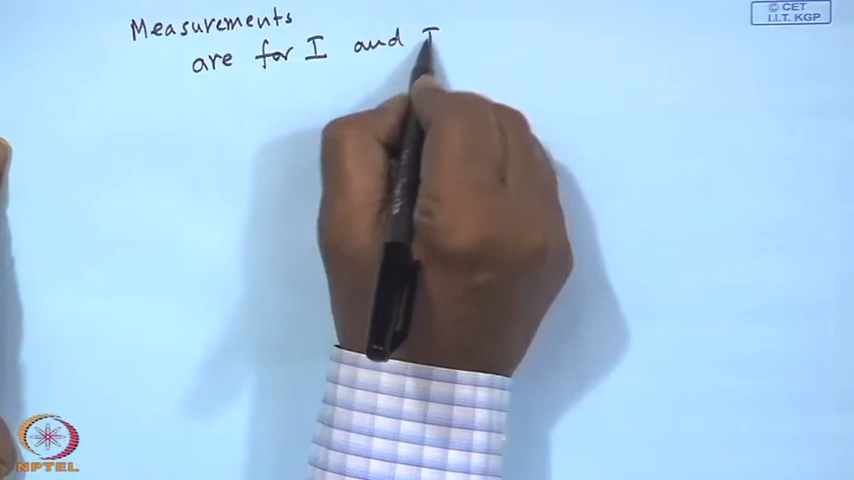 Measurements
are for I and I
© CET
I.I.T. KGP
NPTEL